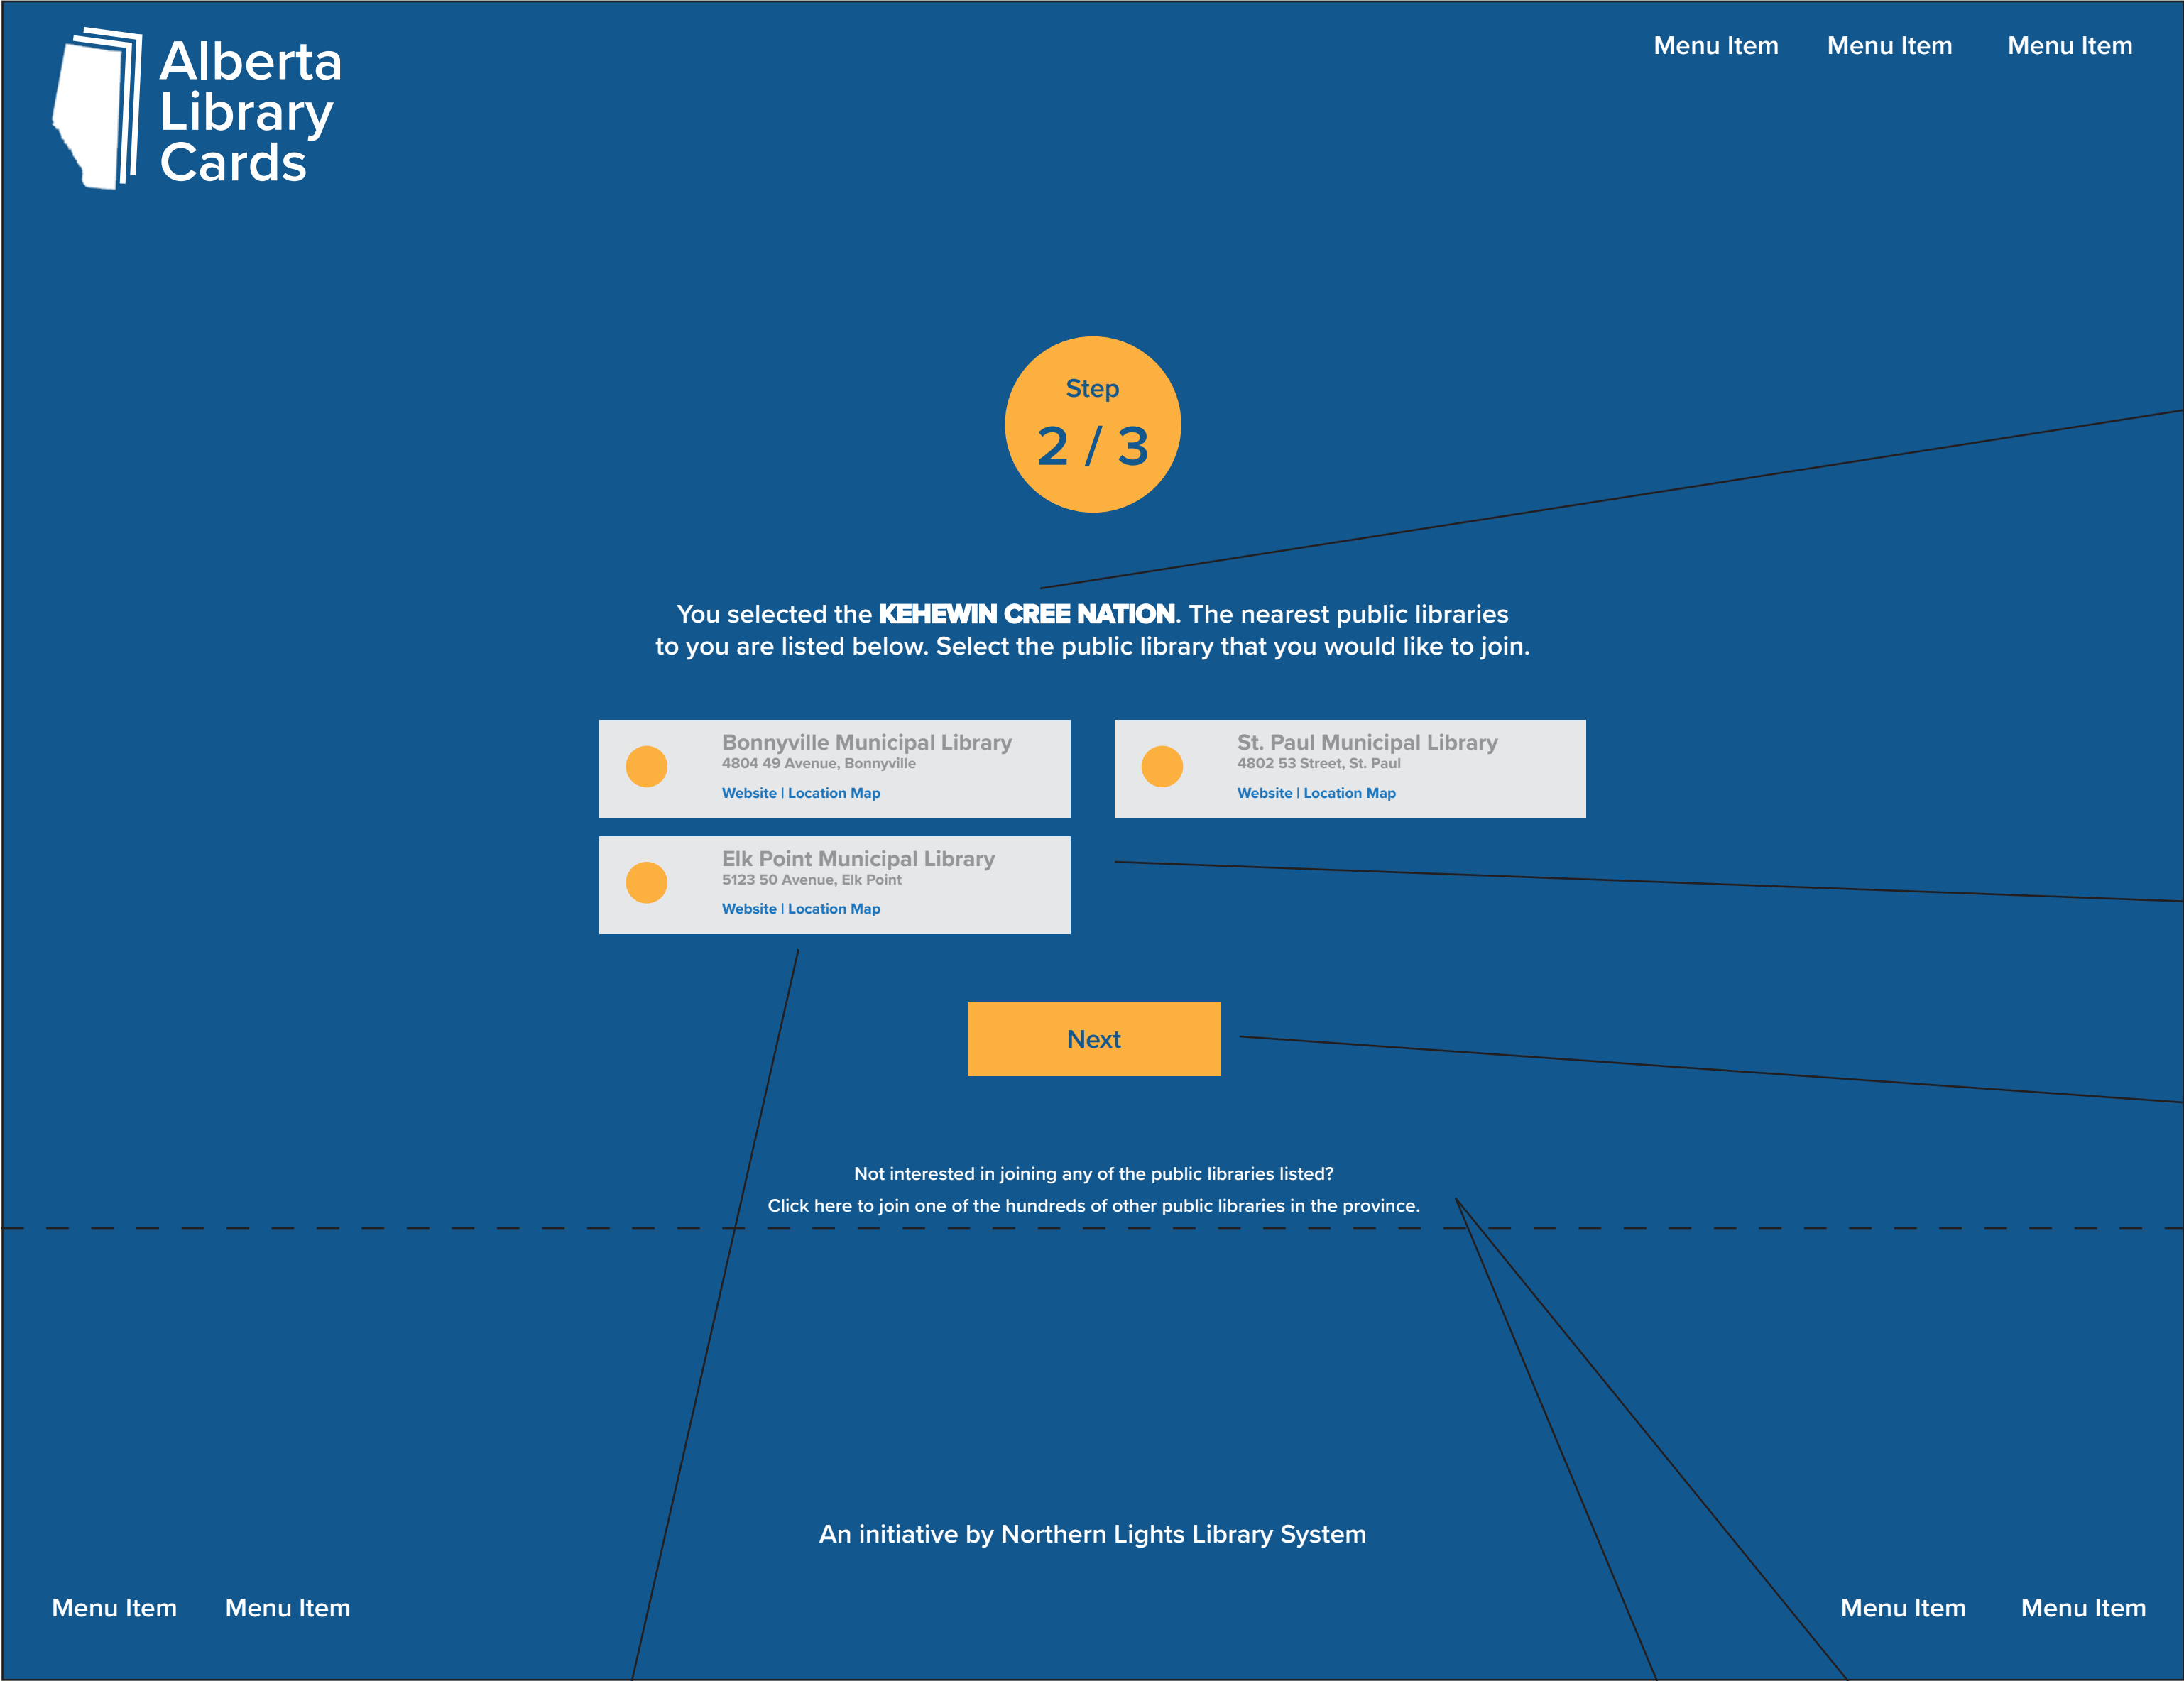 Alberta
Library
Cards
Menu Item
Menu Item
Menu Item
Step
2 / 3
You selected the KEHEWIN CREE NATION. The nearest public libraries
to you are listed below. Select the public library that you would like to join.
Bonnyville Municipal Library
4804 49 Avenue, Bonnyville
Website | Location Map
St. Paul Municipal Library
4802 53 Street, St. Paul
Website | Location Map
Elk Point Municipal Library
5123 50 Avenue, Elk Point
Website | Location Map
Next
Not interested in joining any of the public libraries listed?
Click here to join one of the hundreds of other public libraries in the province.
An initiative by Northern Lights Library System
Menu Item
Menu Item
Menu Item
Menu Item